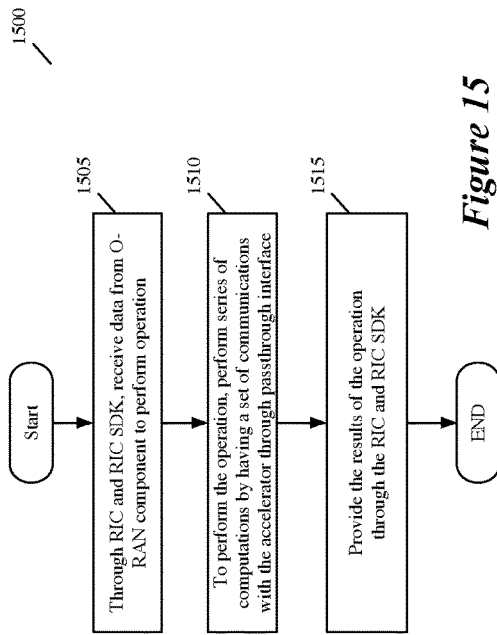 1500
Start
1505
Through RIC and RIC SDK, receive data from O-
RAN component to perform operation
1510
To perform the operation, perform series of
computations by having a set of communications
with the accelerator through passthrough interface
1515
Provide the results of the operation
through the RIC and RIC SDK
END
Figure 15